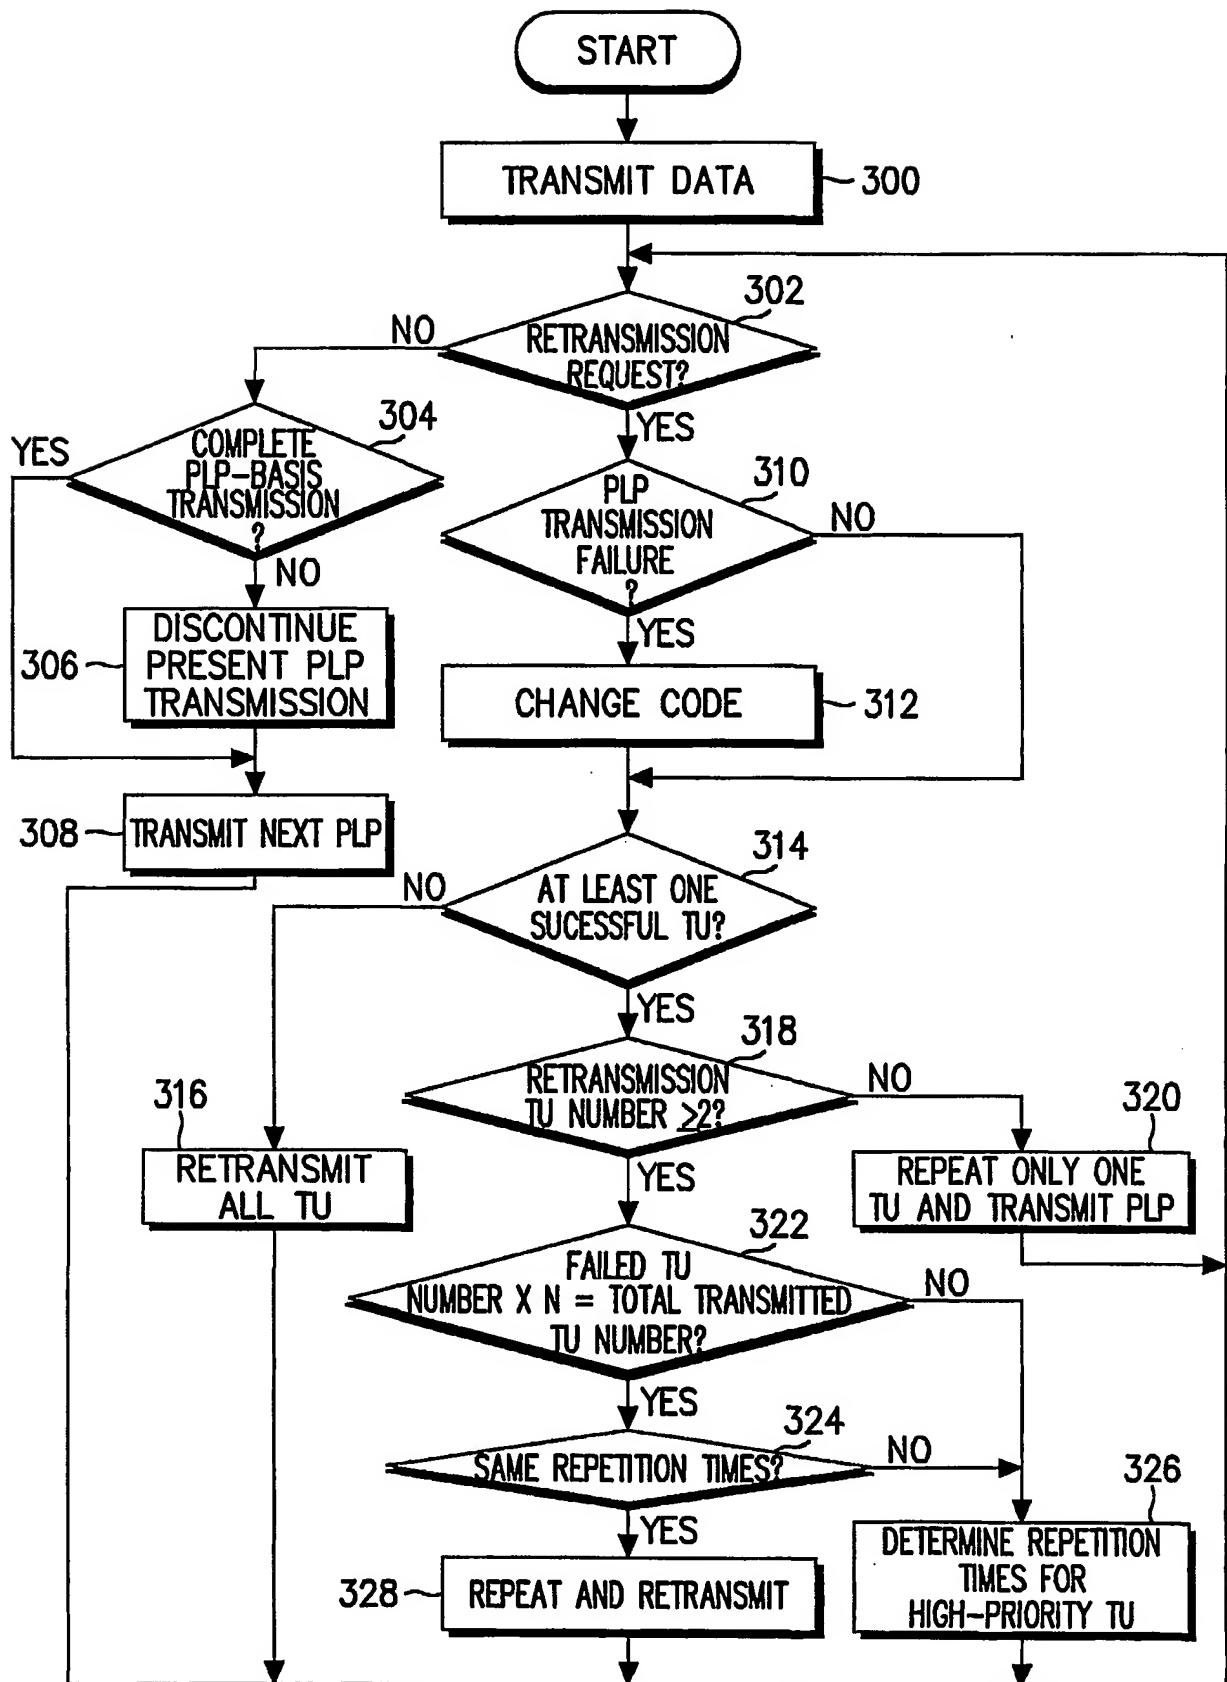 START
TRANSMIT DATA
300
302
NO
RETRANSMISSION
REQUEST?
YES
304
YES
COMPLETE
PLP-BASIS
TRANSMISSION
?
NO
310
PLP
TRANSMISSION
FAILURE
?
NO
YES
306
DISCONTINUE
PRESENT PLP
TRANSMISSION
CHANGE CODE
312
308
TRANSMIT NEXT PLP
314
NO
AT LEAST ONE
SUCESSFUL TU?
YES
318
RETRANSMISSION
TU NUMBER ≥2?
NO
YES
316
RETRANSMIT
ALL TU
320
REPEAT ONLY ONE
TU AND TRANSMIT PLP
322
FAILED TU
NUMBER X N = TOTAL TRANSMITTED
TU NUMBER?
NO
YES
324
SAME REPETITION TIMES?
NO
YES
326
DETERMINE REPETITION
TIMES FOR
HIGH-PRIORITY TU
328
REPEAT AND RETRANSMIT